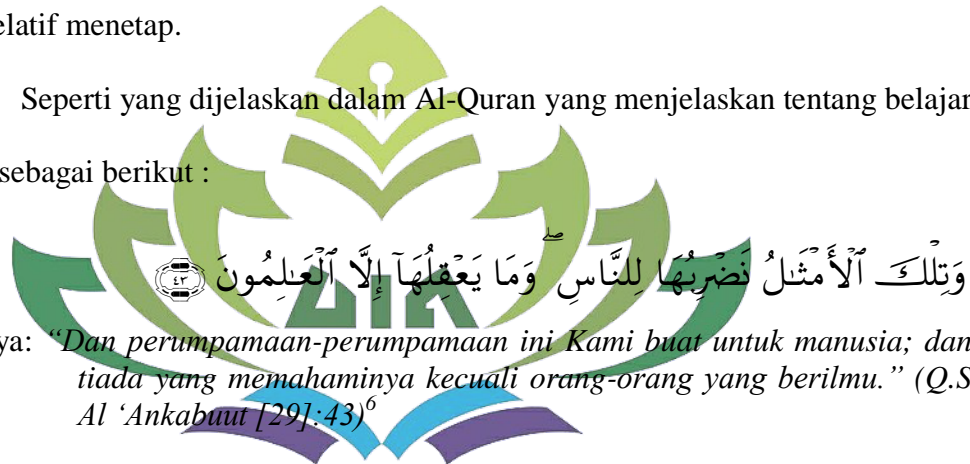 elatif menetap.
Seperti yang dijelaskan dalam Al-Quran yang menjelaskan tentang belajar
sebagai berikut :
وَتِلْكَ ٱلْأَمْثَـٰلُ نَضْرِبُهَا لِلنَّاسِ ۖ وَمَا يَعْقِلُهَآ إِلَّا ٱلْعَـٰلِمُونَ ﴿٤٣﴾
ya: “Dan perumpamaan-perumpamaan ini Kami buat untuk manusia; dan
tiada yang memahaminya kecuali orang-orang yang berilmu.” (Q.S
Al ‘Ankabuut [29]:43)⁶